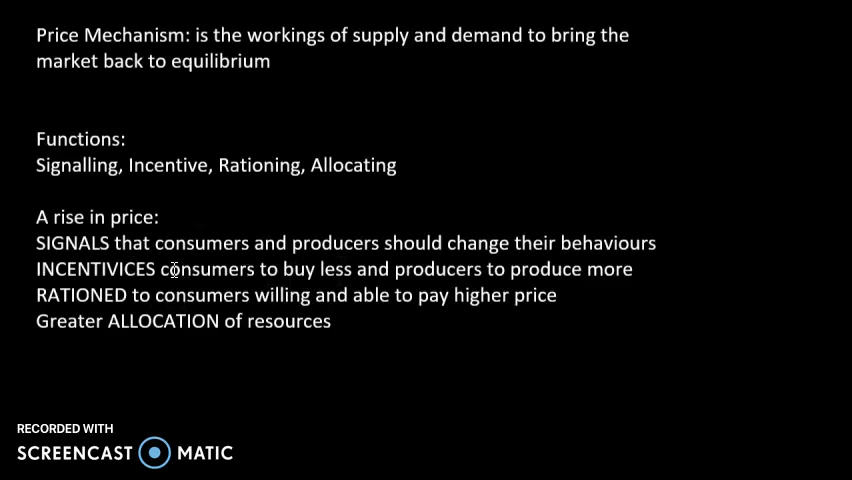 Price Mechanism: is the workings of supply and demand to bring the
market back to equilibrium
Functions:
Signalling, Incentive, Rationing, Allocating
A rise in price:
SIGNALS that consumers and producers should change their behaviours
INCENTIVICES consumers to buy less and producers to produce more
RATIONED to consumers willing and able to pay higher price
Greater ALLOCATION of resources
RECORDED WITH
SCREENCAST MATIC